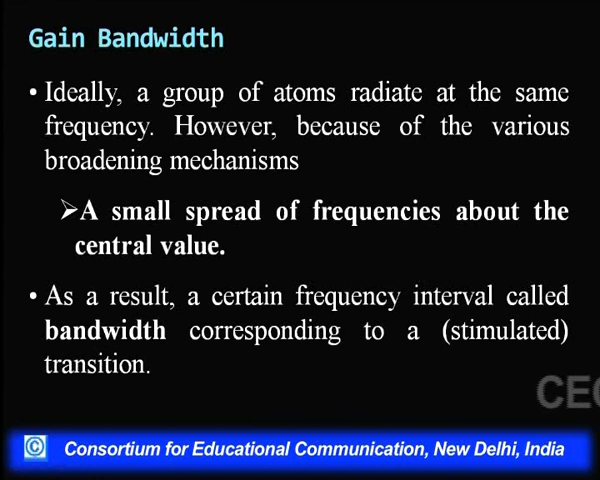 Gain Bandwidth
• Ideally, a group of atoms radiate at the same
frequency. However, because of the various
broadening mechanisms
➢A small spread of frequencies about the
central value.
• As a result, a certain frequency interval called
bandwidth corresponding to a (stimulated)
transition.
CEC
© Consortium for Educational Communication, New Delhi, India